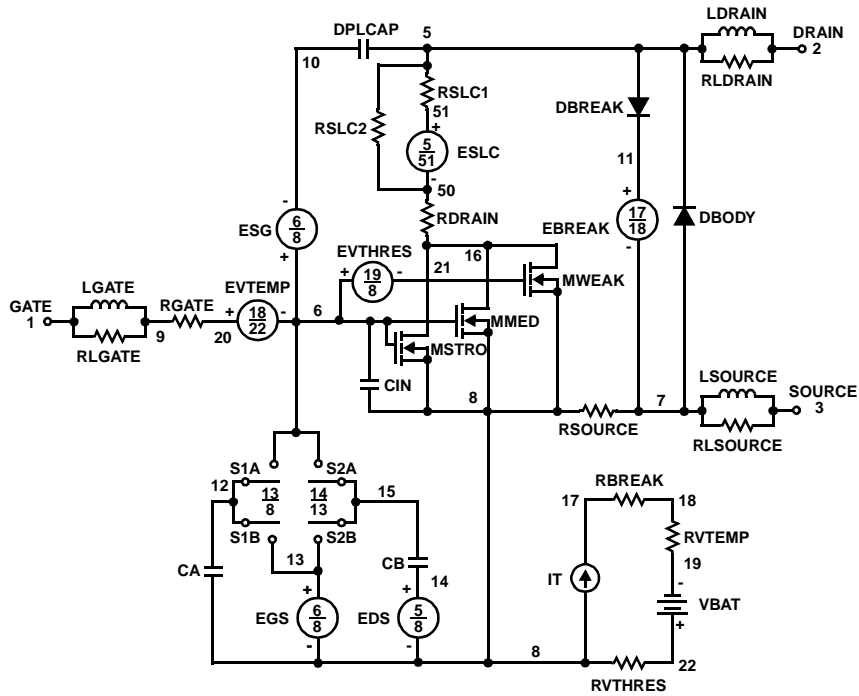 LDRAIN
DPLCAP 5 DRAIN
10 2
RLDRAIN
RSLC1
51
DBREAK
RSLC2
+
5
51
ESLC
-
11
50
-
+
6
8
ESG
+
RDRAIN
17
18
EBREAK
-
DBODY
EVTHRES
16
21
+ 19 -
8
MWEAK
LGATE
EVTEMP
GATE
1
RGATE
+ 18 -
22
6
MMED
9
20
RLGATE
MSTRO
CIN
LSOURCE
8
7
SOURCE
3
RSOURCE
RLSOURCE
S1A S2A
12
13
8
14
13
15
RBREAK
17 18
S1B S2B
RVTEMP
13
CA
CB
19
14
IT
-
VBAT
+ +
EGS
6
8
EDS
5
8
+
- -
8
22
RVTHRES